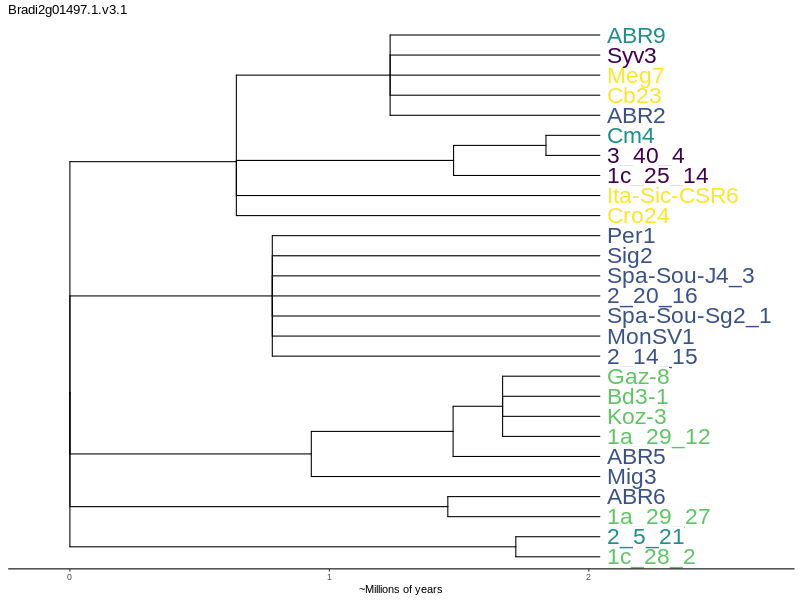 Bradi2g01497.1.v3.1
ABR9
Syv3
Meg7
Cb23
ABR2
Cm4
3_40_4
1c_25_14
Ita-Sic-CSR6
Cro24
Per1
Sig2
Spa-Sou-J4_3
2_20_16
Spa-Sou-Sg2_1
MonSV1
2_14_15
Gaz-8
Bd3-1
Koz-3
1a_29_12
ABR5
Mig3
ABR6
1a_29_27
2_5_21
1c_28_2
0 1 2
~Millions of years